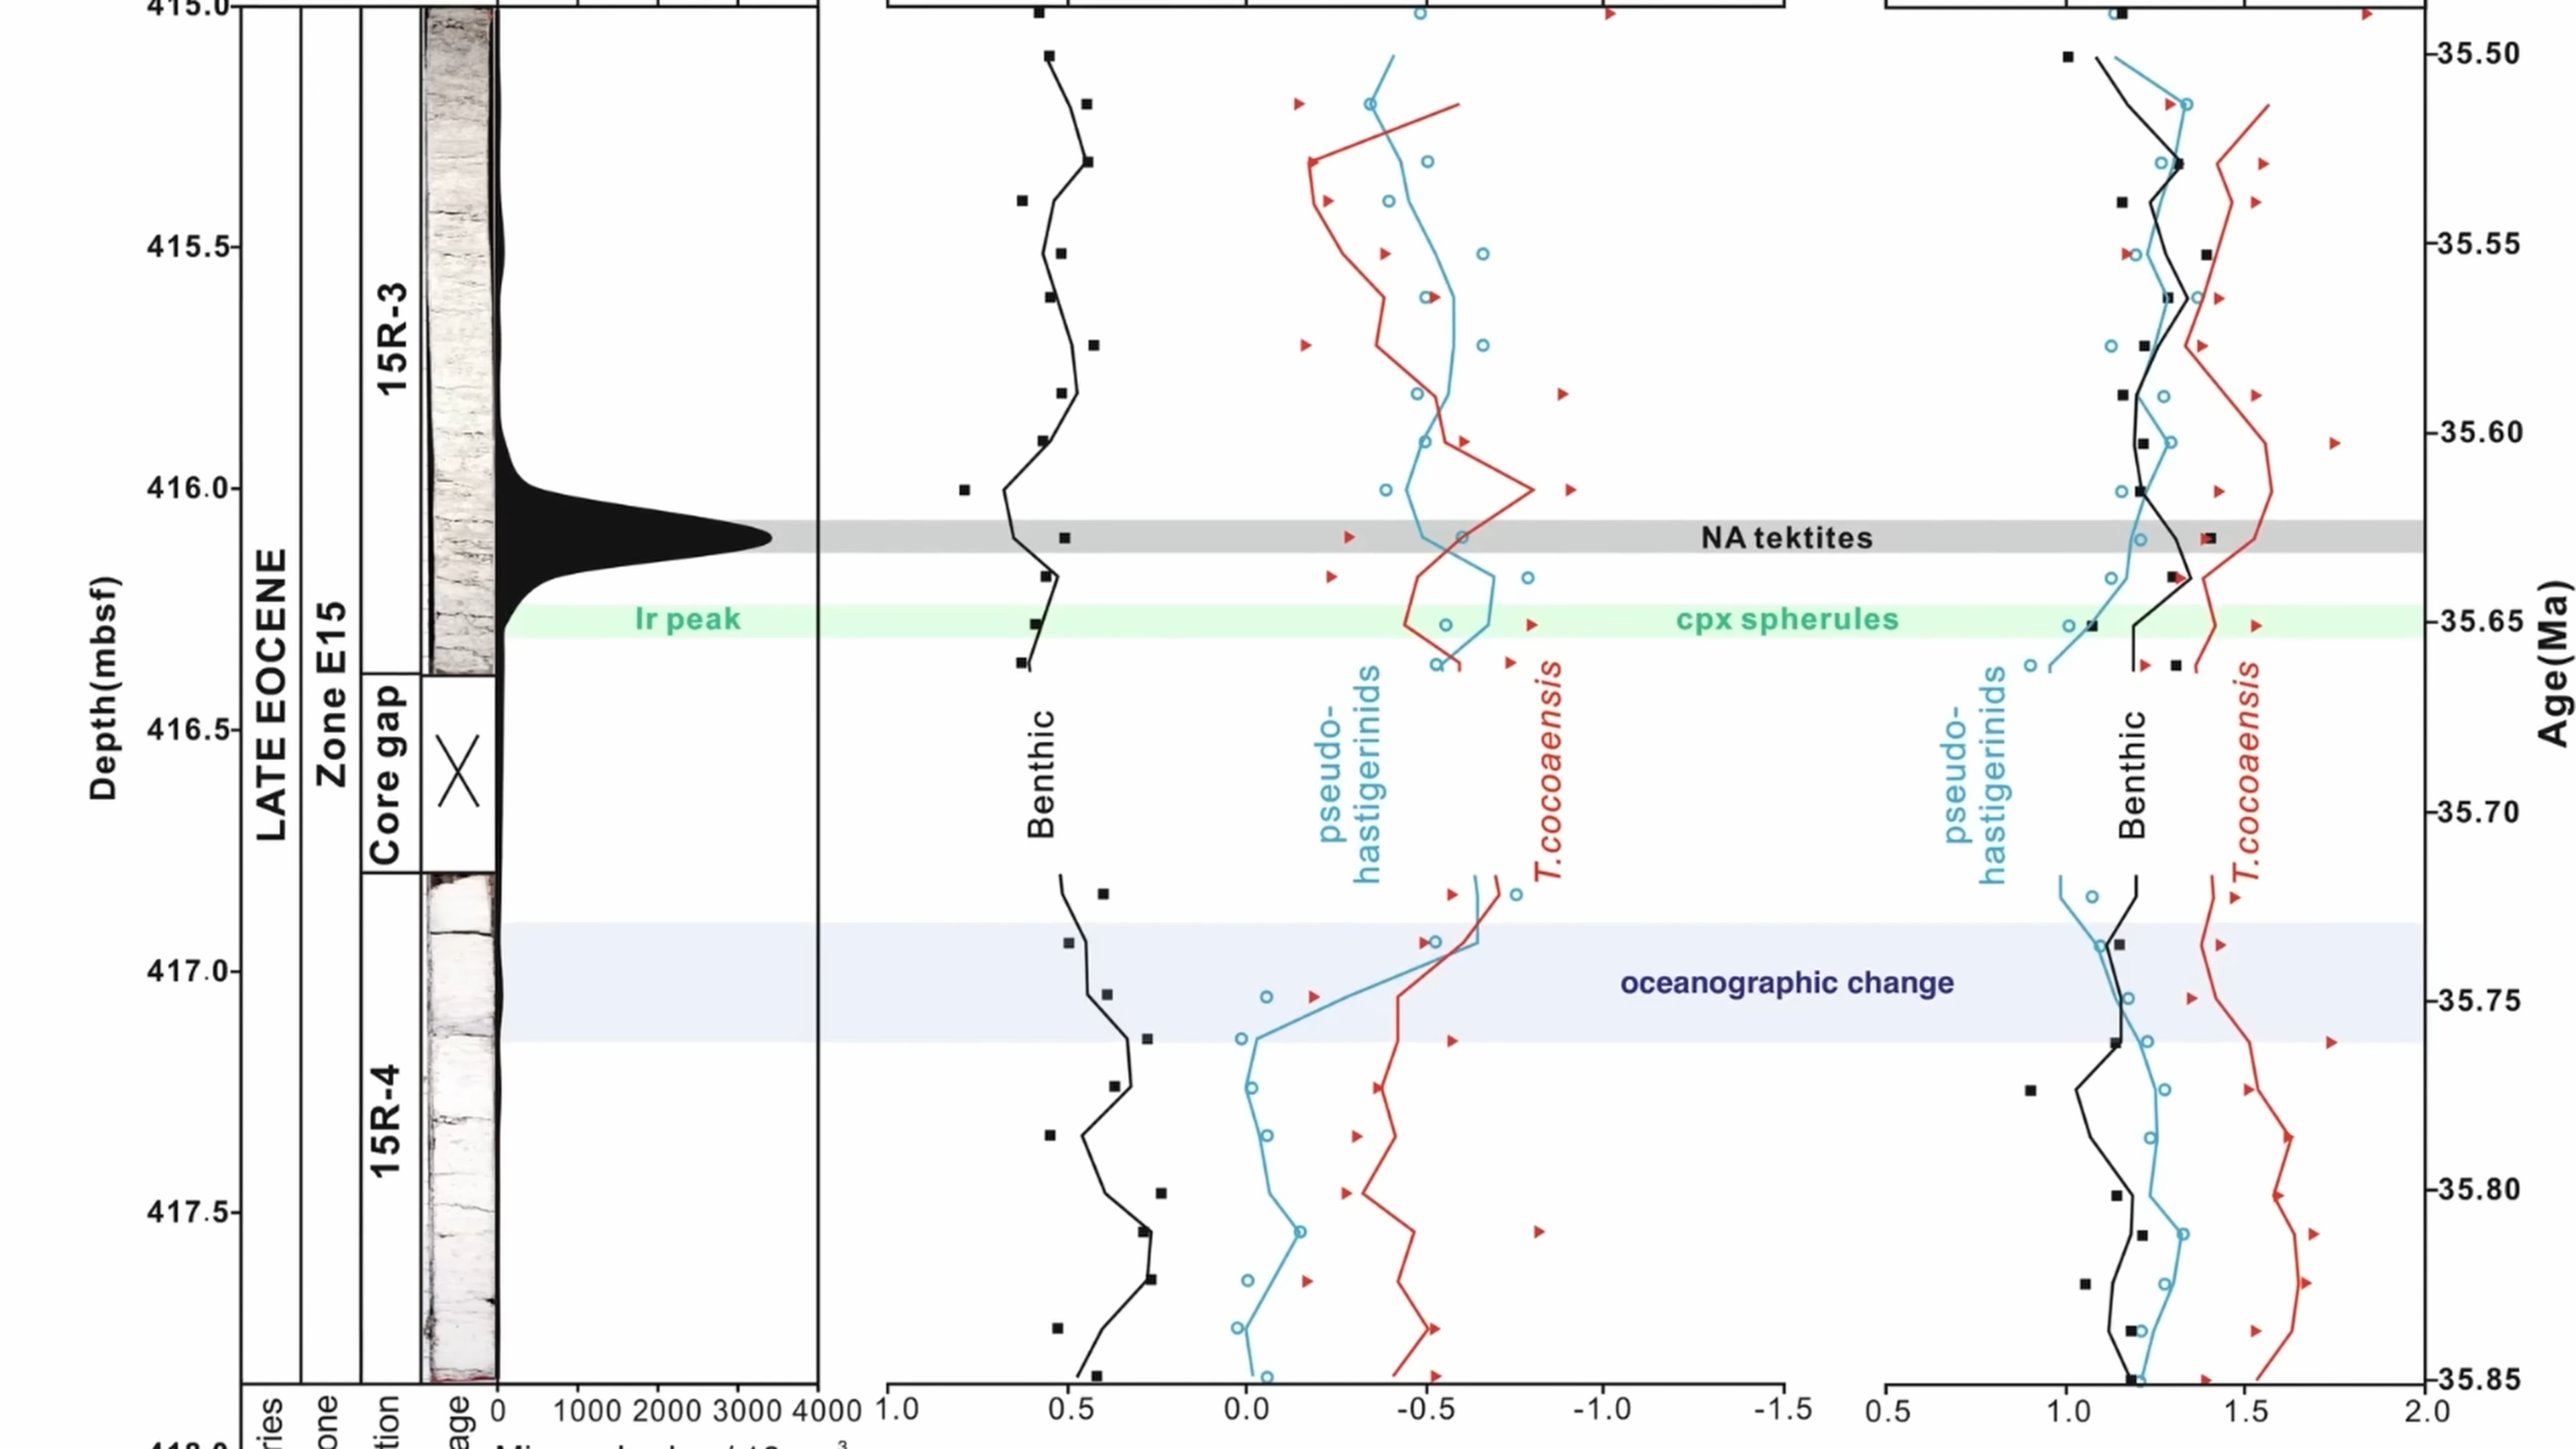 415.0
415.5
416.0
416.5
417.0
417.5
Depth(mbsf)
LATE EOCENE
Zone E15
15R-3
Core gap
15R-4
NA tektites
Ir peak
cpx spherules
oceanographic change
Benthic
pseudo-
hastigerinids
T.cocoaensis
pseudo-
hastigerinids
Benthic
T.cocoaensis
35.50
35.55
35.60
35.65
35.70
35.75
35.80
35.85
Age(Ma)
0 1000 2000 3000 4000
1.0 0.5 0.0 -0.5 -1.0 -1.5
0.5 1.0 1.5 2.0